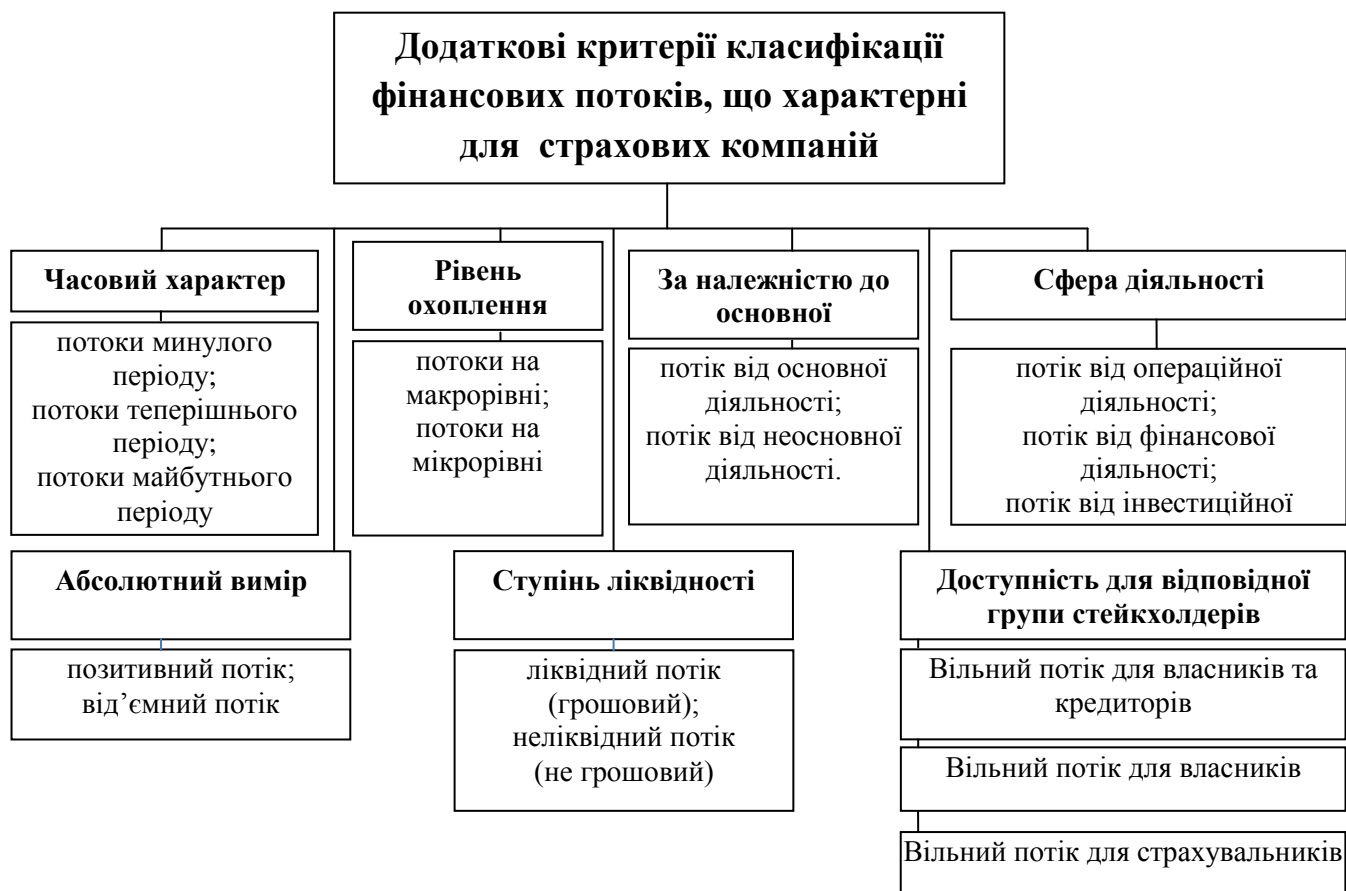 Додаткові критерії класифікації
фінансових потоків, що характерні
для страхових компаній
Часовий характер
потоки минулого
періоду;
потоки теперішнього
періоду;
потоки майбутнього
періоду
Рівень
охоплення
потоки на
макрорівні;
потоки на
мікрорівні
За належністю до
основної
потік від основної
діяльності;
потік від неосновної
діяльності.
Сфера діяльності
потік від операційної
діяльності;
потік від фінансової
діяльності;
потік від інвестиційної
Абсолютний вимір
позитивний потік;
від’ємний потік
Ступінь ліквідності
ліквідний потік
(грошовий);
неліквідний потік
(не грошовий)
Доступність для відповідної
групи стейкхолдерів
Вільний потік для власників та
кредиторів
Вільний потік для власників
Вільний потік для страхувальників